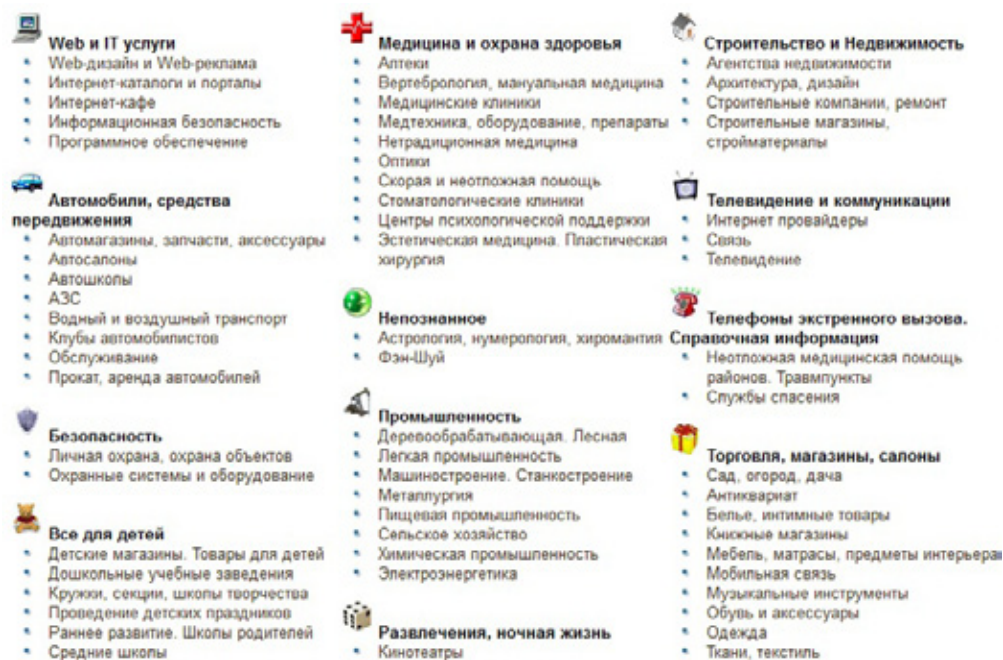 Web и IT услуги
Web-дизайн и Web-реклама
Интернет-каталоги и порталы
Интернет-кафе
Информационная безопасность
Программное обеспечение
Автомобили, средства
передвижения
Автомагазины, запчасти, аксессуары
Автосалоны
Автошколы
АЗС
Водный и воздушный транспорт
Клубы автомобилистов
Обслуживание
Прокат, аренда автомобилей
Безопасность
Личная охрана, охрана объектов
Охранные системы и оборудование
Все для детей
Детские магазины. Товары для детей
Дошкольные учебные заведения
Кружки, секции, школы творчества
Проведение детских праздников
Раннее развитие. Школы родителей
Средние школы
Медицина и охрана здоровья
Аптеки
Вертебрология, мануальная медицина
Медицинские клиники
Медтехника, оборудование, препараты
Нетрадиционная медицина
Оптики
Скорая и неотложная помощь
Стоматологические клиники
Центры психологической поддержки
Эстетическая медицина. Пластическая
хирургия
Непознанное
Астрология, нумерология, хиромантия
Фэн-Шуй
Промышленность
Деревообрабатывающая. Лесная
Легкая промышленность
Машиностроение. Станкостроение
Металлургия
Пищевая промышленность
Сельское хозяйство
Химическая промышленность
Электроэнергетика
Развлечения, ночная жизнь
Кинотеатры
Строительство и Недвижимость
Агентства недвижимости
Архитектура, дизайн
Строительные компании, ремонт
Строительные магазины,
стройматериалы
Телевидение и коммуникации
Интернет провайдеры
Связь
Телевидение
Телефоны экстренного вызова.
Справочная информация
Неотложная медицинская помощь
районов. Травмпункты
Службы спасения
Торговля, магазины, салоны
Сад, огород, дача
Антиквариат
Белье, интимные товары
Книжные магазины
Мебель, матрасы, предметы интерьера
Мобильная связь
Музыкальные инструменты
Обувь и аксессуары
Одежда
Ткани, текстиль